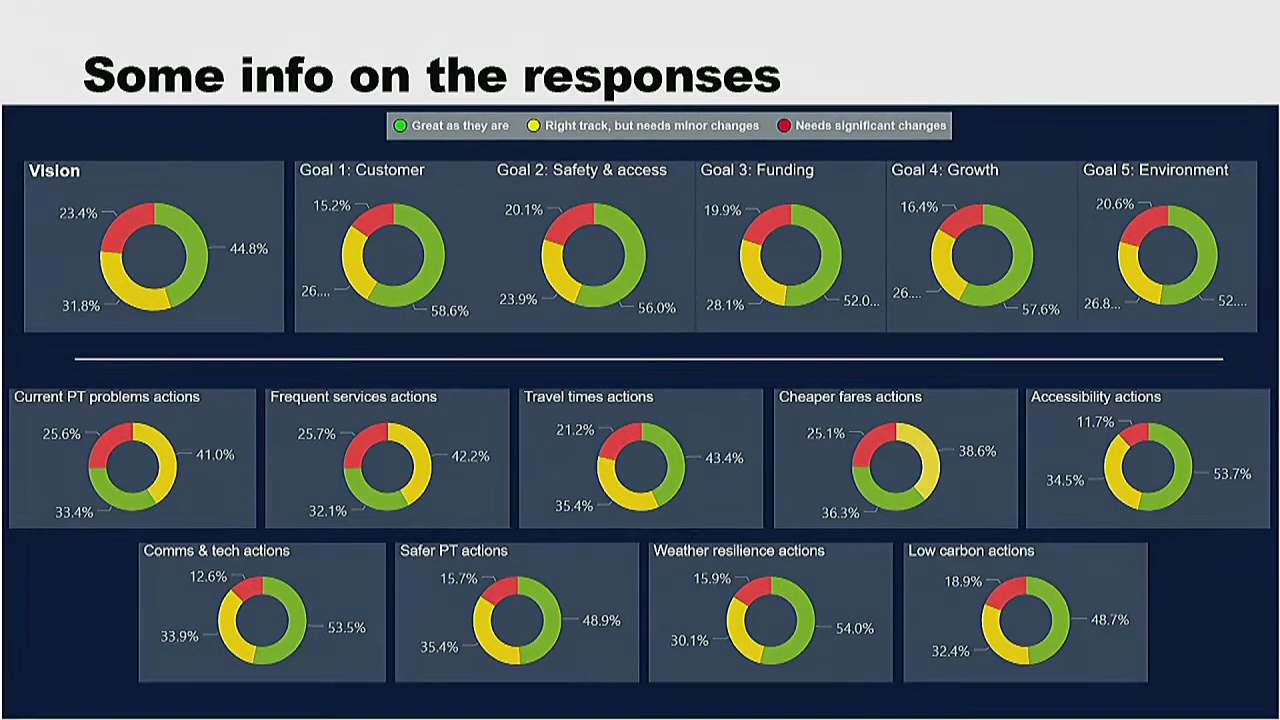 Some info on the responses
Great as they are Right track, but needs minor changes Needs significant changes
Vision
23.4%
44.8%
31.8%
Goal 1: Customer
15.2%
26....
58.6%
Goal 2: Safety & access
20.1%
23.9%
56.0%
Goal 3: Funding
19.9%
28.1%
52.0...
Goal 4: Growth
16.4%
26....
57.6%
Goal 5: Environment
20.6%
26.8...
52....
Current PT problems actions
25.6%
41.0%
33.4%
Frequent services actions
25.7%
42.2%
32.1%
Travel times actions
21.2%
43.4%
35.4%
Cheaper fares actions
25.1%
38.6%
36.3%
Accessibility actions
11.7%
53.7%
34.5%
Comms & tech actions
12.6%
53.5%
33.9%
Safer PT actions
15.7%
48.9%
35.4%
Weather resilience actions
15.9%
54.0%
30.1%
Low carbon actions
18.9%
48.7%
32.4%